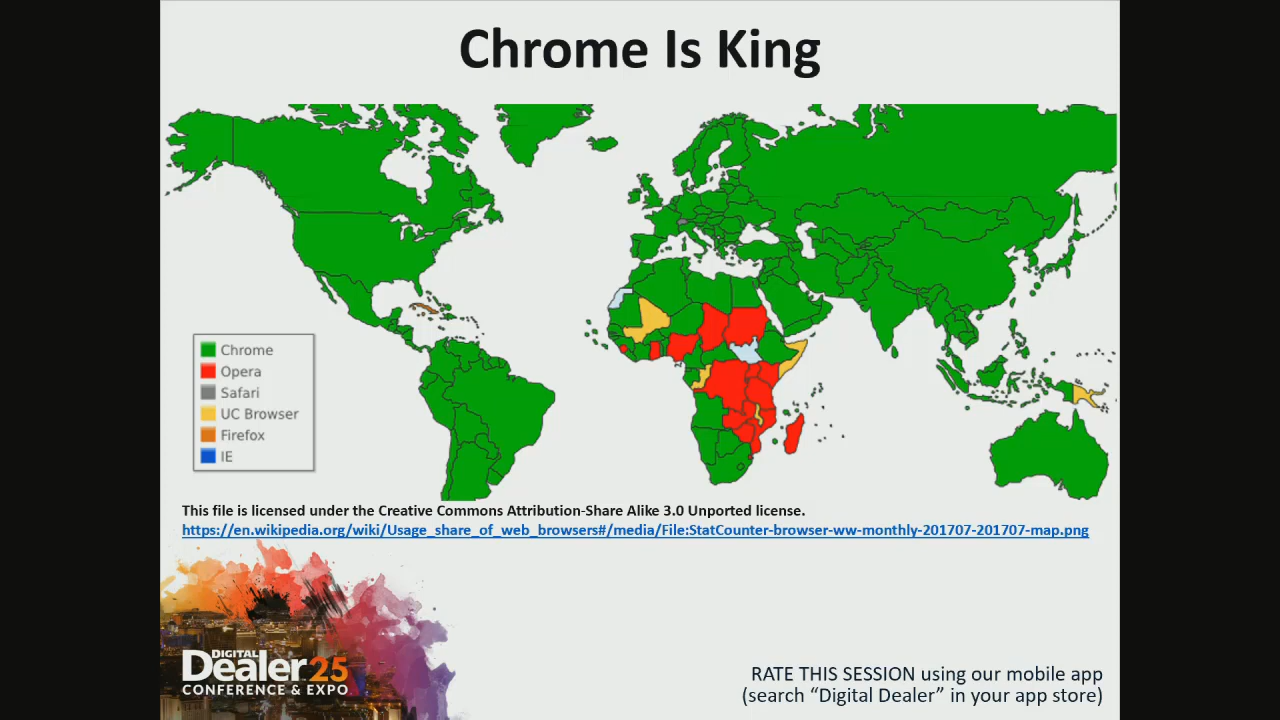 Chrome Is King
Chrome
Opera
Safari
UC Browser
Firefox
IE
This file is licensed under the Creative Commons Attribution-Share Alike 3.0 Unported license.
https://en.wikipedia.org/wiki/Usage_share_of_web_browsers#/media/File:StatCounter-browser-ww-monthly-201707-201707-map.png
DIGITAL
Dealer 25
CONFERENCE & EXPO
RATE THIS SESSION using our mobile app
(search “Digital Dealer” in your app store)